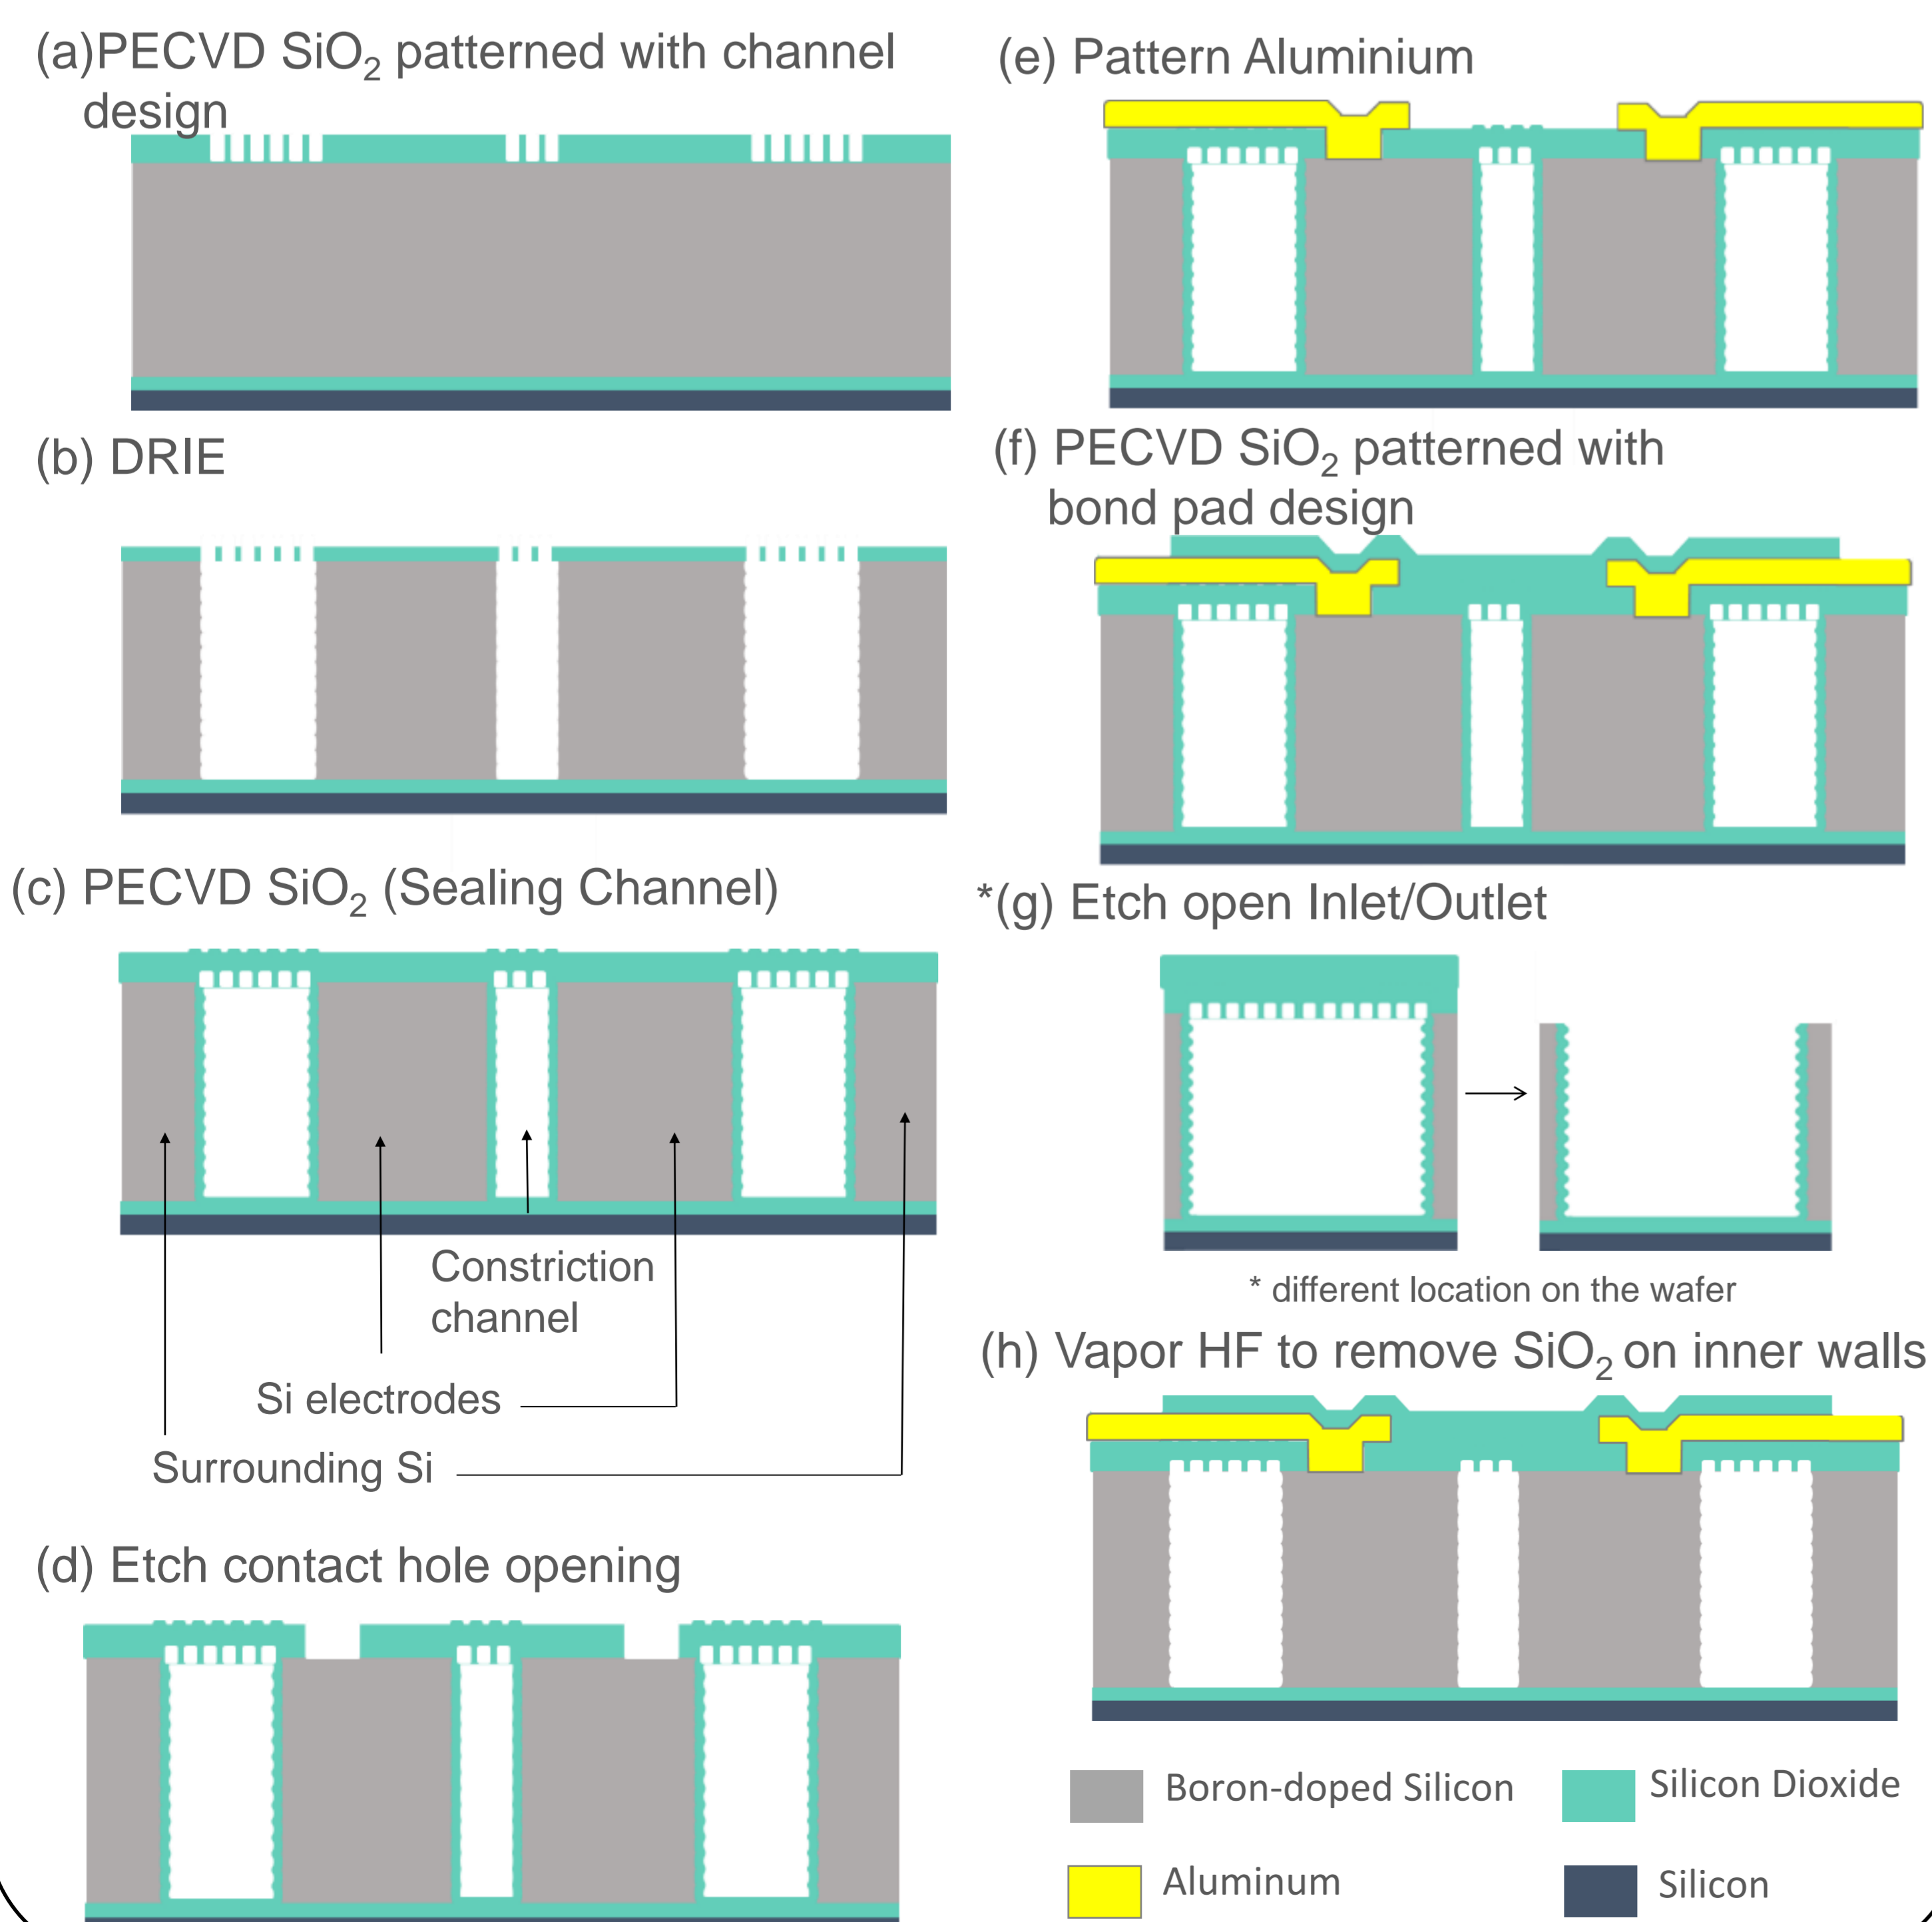 (a)PECVD SiO₂ patterned with channel
design
(b) DRIE
(c) PECVD SiO₂ (Sealing Channel)
Constriction
channel
Si electrodes
Surrounding Si
(d) Etch contact hole opening
(e) Pattern Aluminium
(f) PECVD SiO₂ patterned with
bond pad design
*(g) Etch open Inlet/Outlet
* different location on the wafer
(h) Vapor HF to remove SiO₂ on inner walls
Boron-doped Silicon
Silicon Dioxide
Aluminum
Silicon